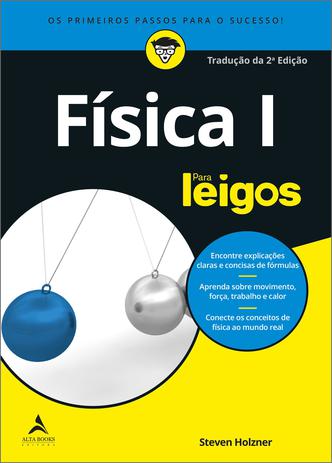 OS PRIMEIROS PASSOS PARA O SUCESSO!
Tradução da 2ª Edição
Física I
Para
leigos
Encontre explicações
claras e concisas de fórmulas
Aprenda sobre movimento,
força, trabalho e calor
Conecte os conceitos de
física ao mundo real
ALTA BOOKS
EDITORA
Steven Holzner